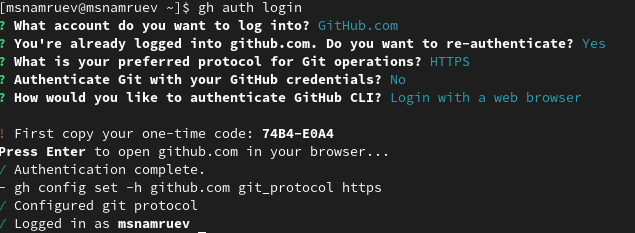 [msnamruev@msnamruev ~]$ gh auth login
? What account do you want to log into? GitHub.com
? You're already logged into github.com. Do you want to re-authenticate? Yes
? What is your preferred protocol for Git operations? HTTPS
? Authenticate Git with your GitHub credentials? No
? How would you like to authenticate GitHub CLI? Login with a web browser
! First copy your one-time code: 74B4-E0A4
Press Enter to open github.com in your browser...
/ Authentication complete.
- gh config set -h github.com git_protocol https
/ Configured git protocol
/ Logged in as msnamruev